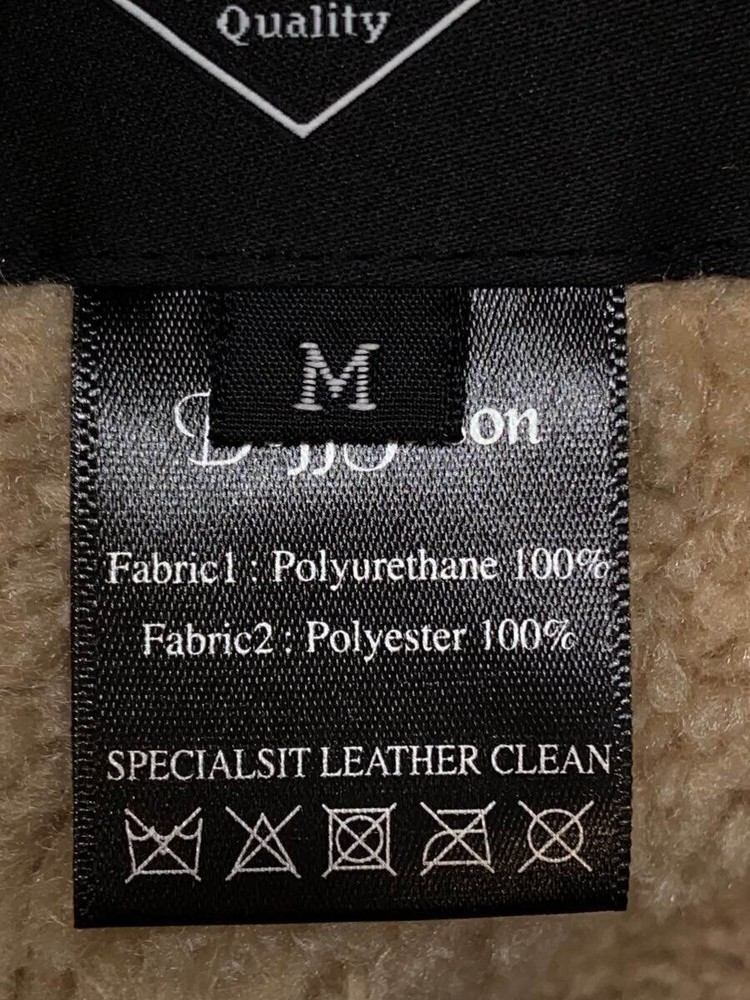 Quality
M
Fabric1 : Polyurethane 100%
Fabric2 : Polyester 100%
SPECIALSIT LEATHER CLEAN